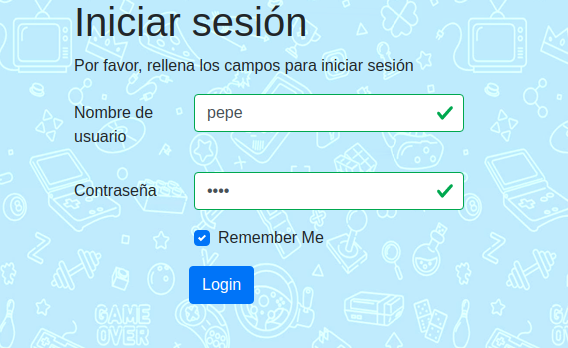 Iniciar sesión
Por favor, rellena los campos para iniciar sesión
Nombre de
usuario
pepe
Contraseña
••••
Remember Me
Login
GAME
OVER